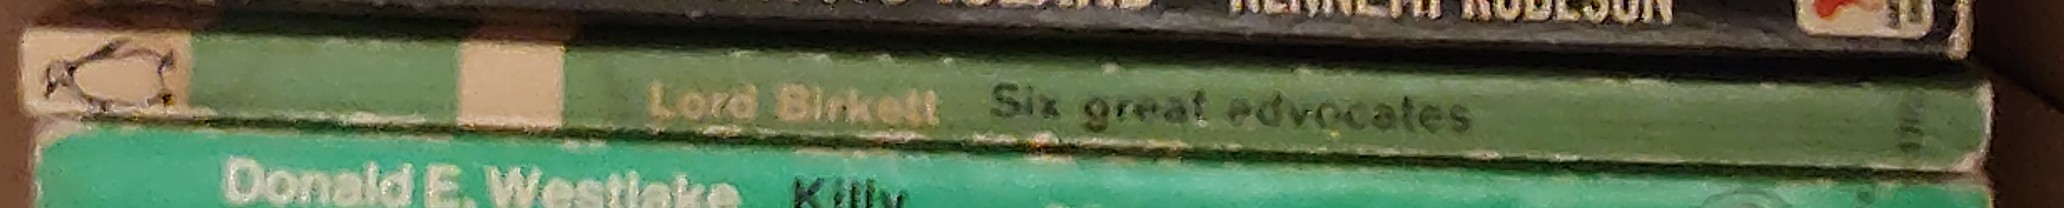 KENNETH ROBESON
Lord Birkett Six great advocates
Donald E. Westlake Killy